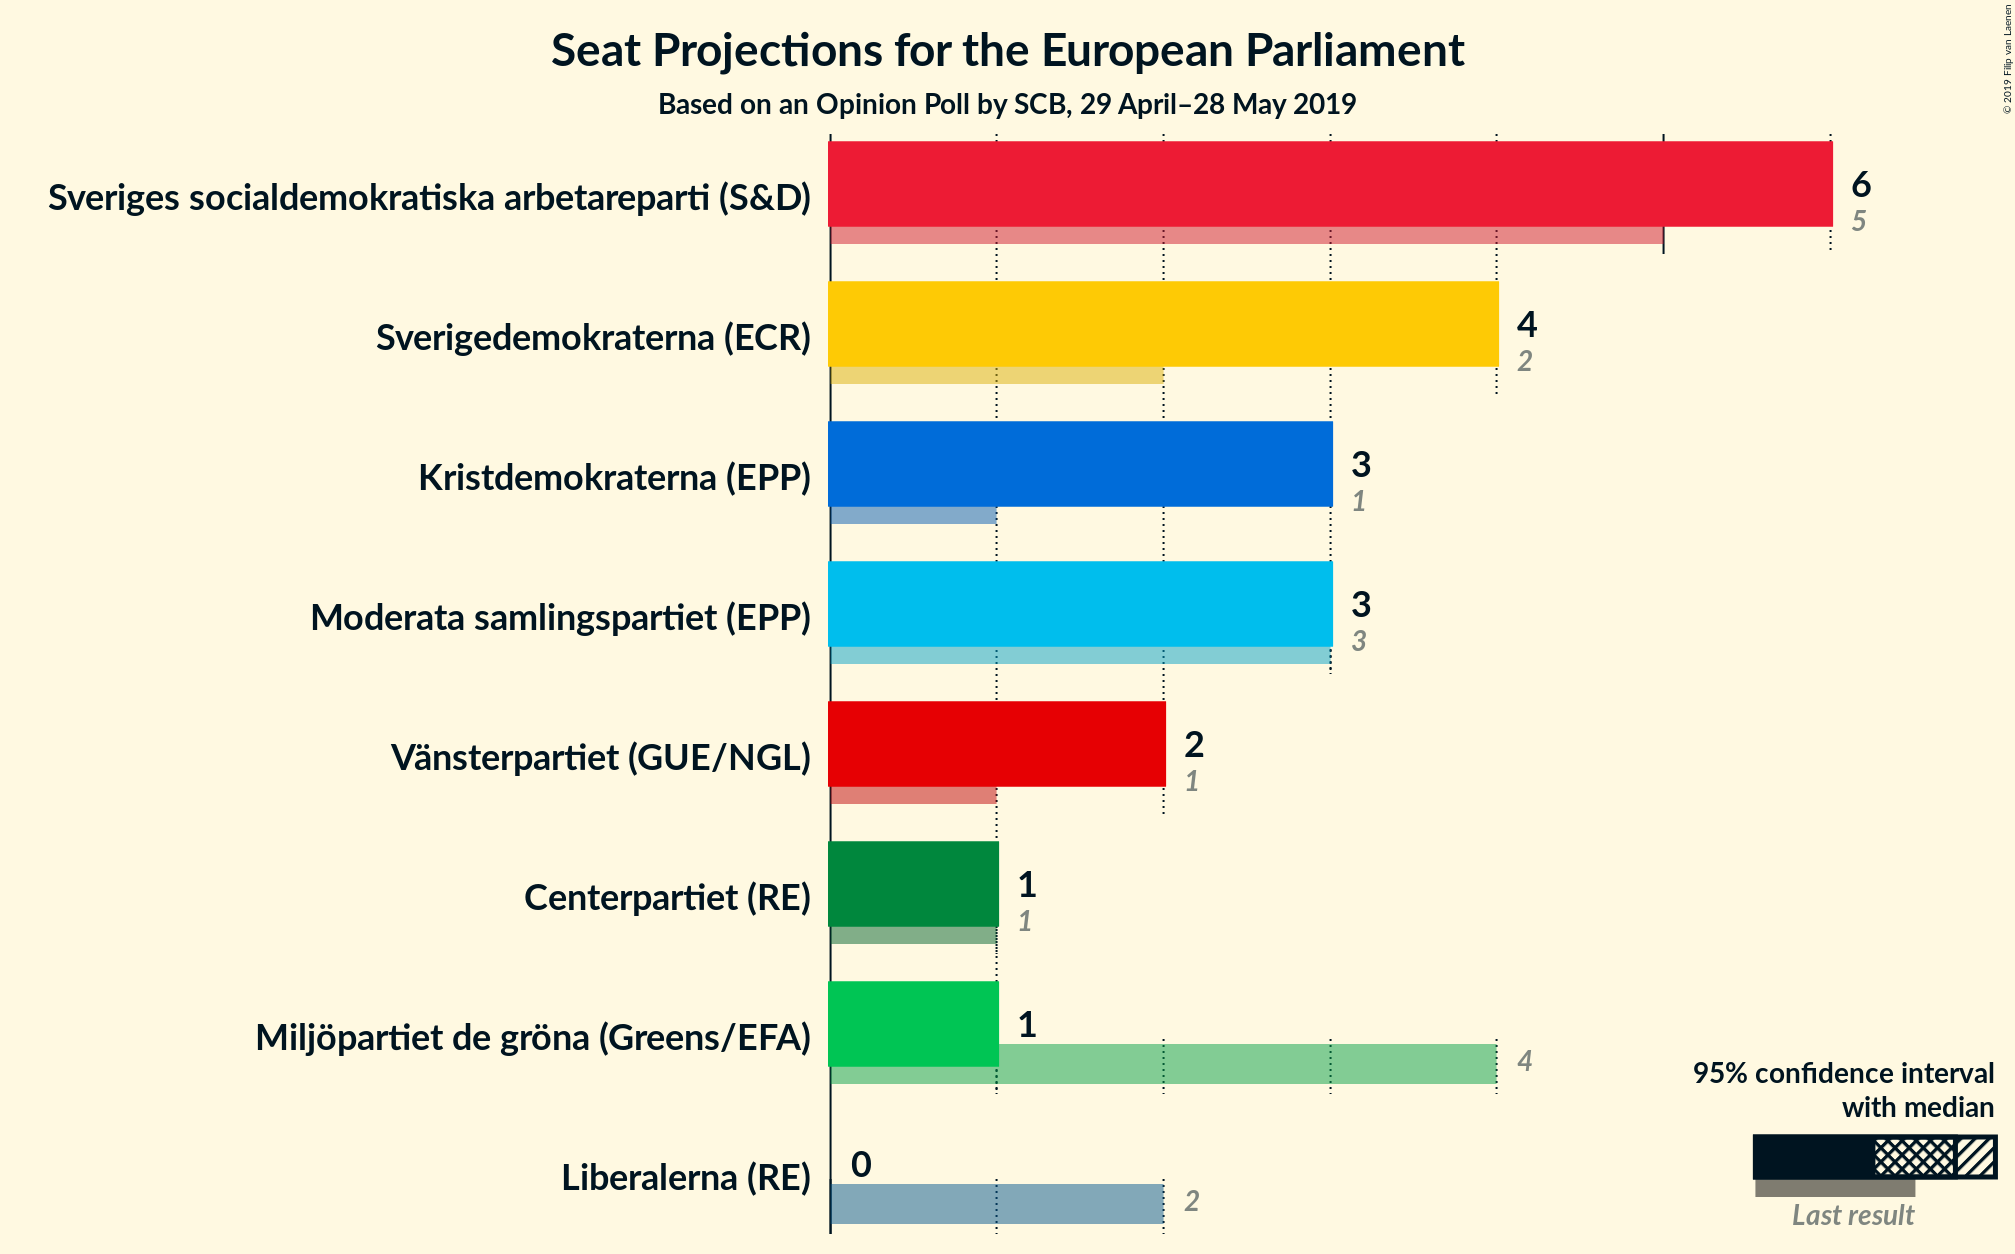 Seat Projections for the European Parliament
Based on an Opinion Poll by SCB, 29 April–28 May 2019
© 2019 Filip van Laenen
Sveriges socialdemokratiska arbetareparti (S&D)
6
5
Sverigedemokraterna (ECR)
4
2
Kristdemokraterna (EPP)
3
1
Moderata samlingspartiet (EPP)
3
3
Vänsterpartiet (GUE/NGL)
2
1
Centerpartiet (RE)
1
1
Miljöpartiet de gröna (Greens/EFA)
1
4
Liberalerna (RE)
0
2
95% confidence interval
with median
Last result